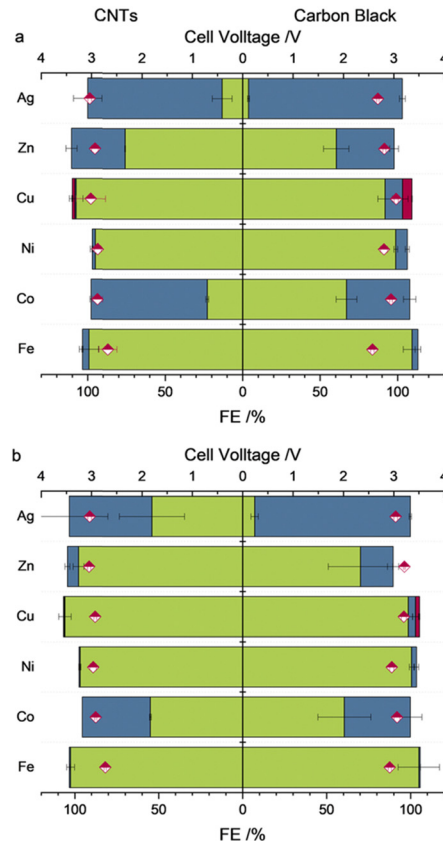 CNTs Carbon Black
a Cell Volltage /V
4 3 2 1 0 1 2 3 4
Ag
Zn
Cu
Ni
Co
Fe
100 50 0 50 100
FE /%
b Cell Volltage /V
4 3 2 1 0 1 2 3 4
Ag
Zn
Cu
Ni
Co
Fe
100 50 0 50 100
FE /%